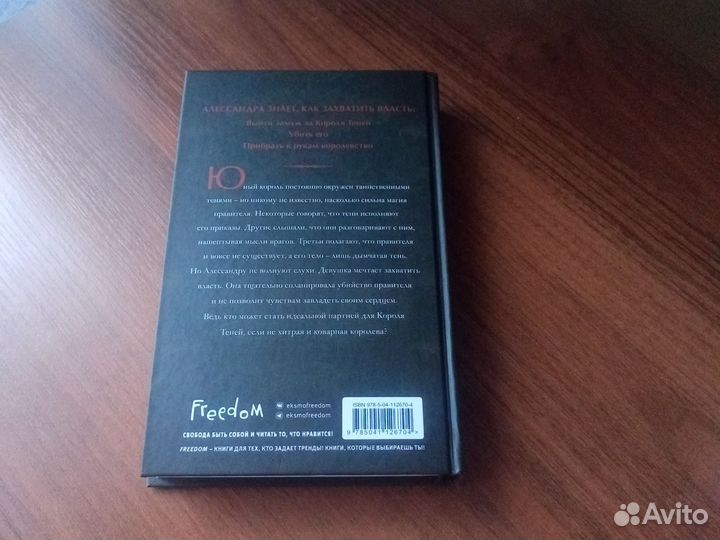 АЛЕССАНДРА ЗНАЕТ, КАК ЗАХВАТИТЬ ВЛАСТЬ:
Выйти замуж за Короля Теней
Убить его
Прибрать к рукам королевство
Юный король постоянно окружен таинственными
тенями – но никому не известно, насколько сильна магия
правителя. Некоторые говорят, что тени исполняют
его приказы. Другие слышали, что они разговаривают с ним,
нашептывая мысли врагов. Третьи полагают, что правителя
и вовсе не существует, а его тело – лишь дымчатая тень.
Но Алессандру не волнуют слухи. Девушка мечтает захватить
власть. Она тщательно спланировала убийство правителя
и не позволит чувствам завладеть своим сердцем.
Ведь кто может стать идеальной партией для Короля
Теней, если не хитрая и коварная королева?
Freedom
eksmofreedom
eksmofreedom
СВОБОДА БЫТЬ СОБОЙ И ЧИТАТЬ ТО, ЧТО НРАВИТСЯ!
FREEDOM – КНИГИ ДЛЯ ТЕХ, КТО ЗАДАЕТ ТРЕНДЫ! КНИГИ, КОТОРЫЕ ВЫБИРАЕШЬ ТЫ!
ISBN 978-5-04-112670-4
9 785041 126704 >
Avito